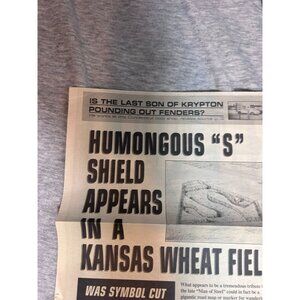 IS THE LAST SON OF KRYPTON
POUNDING OUT FENDERS?
HUMONGOUS "S"
SHIELD
APPEARS
IN A
KANSAS WHEAT FIEL
WAS SYMBOL CUT
What appears to be a tremendous tribute
the late "Man of Steel" could in fact be a
gigantic road map or marker for